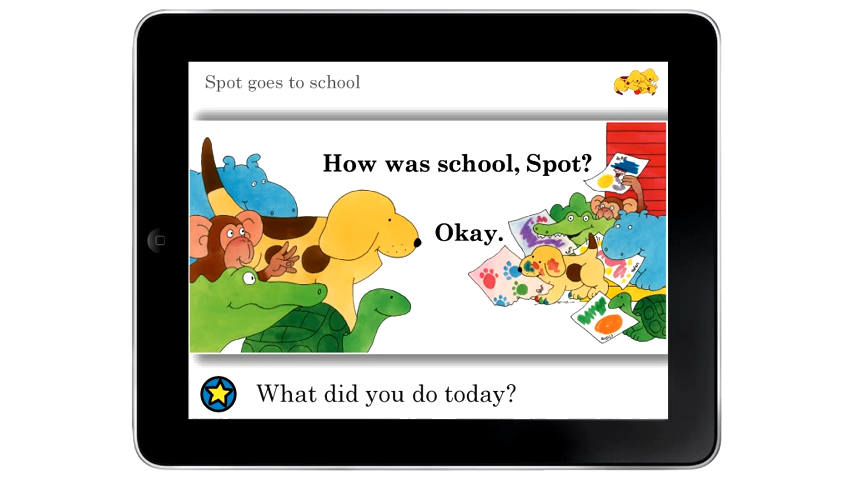 Spot goes to school
How was school, Spot?
Okay.
What did you do today?